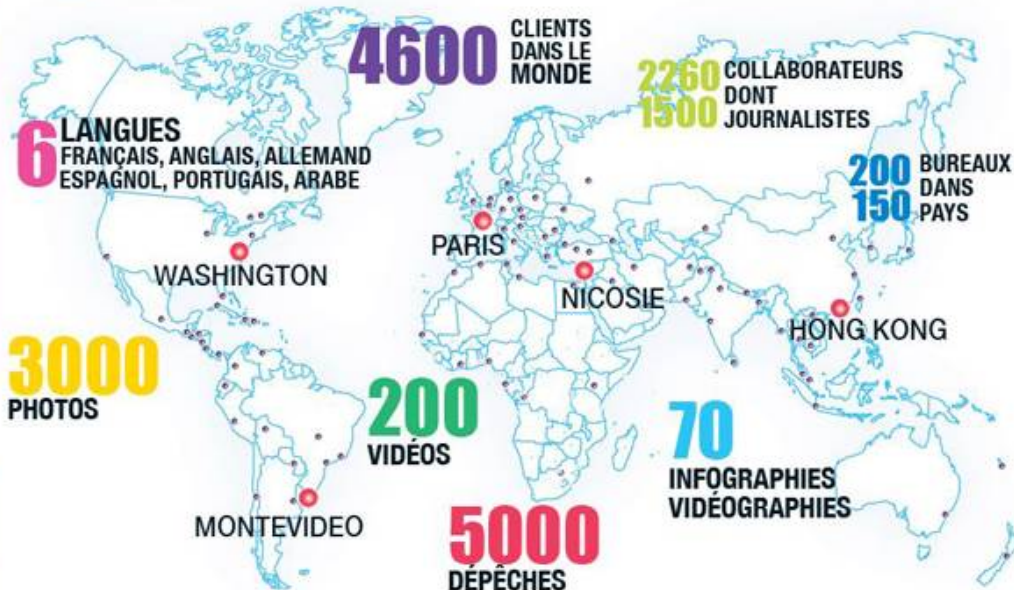 4600 CLIENTS
DANS LE
MONDE
2260 COLLABORATEURS
DONT
1500 JOURNALISTES
6 LANGUES
FRANÇAIS, ANGLAIS, ALLEMAND
ESPAGNOL, PORTUGAIS, ARABE
200 BUREAUX
DANS
150 PAYS
PARIS
WASHINGTON
NICOSIE
HONG KONG
3000
PHOTOS
200
VIDÉOS
70
INFOGRAPHIES
VIDÉOGRAPHIES
MONTEVIDEO
5000
DÉPÊCHES